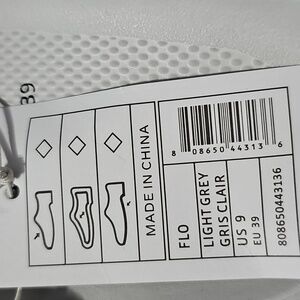 39
MADE IN CHINA
8 08650 44313 6
FLO
LIGHT GREY
GRIS CLAIR
US 9
EU 39
808650443136